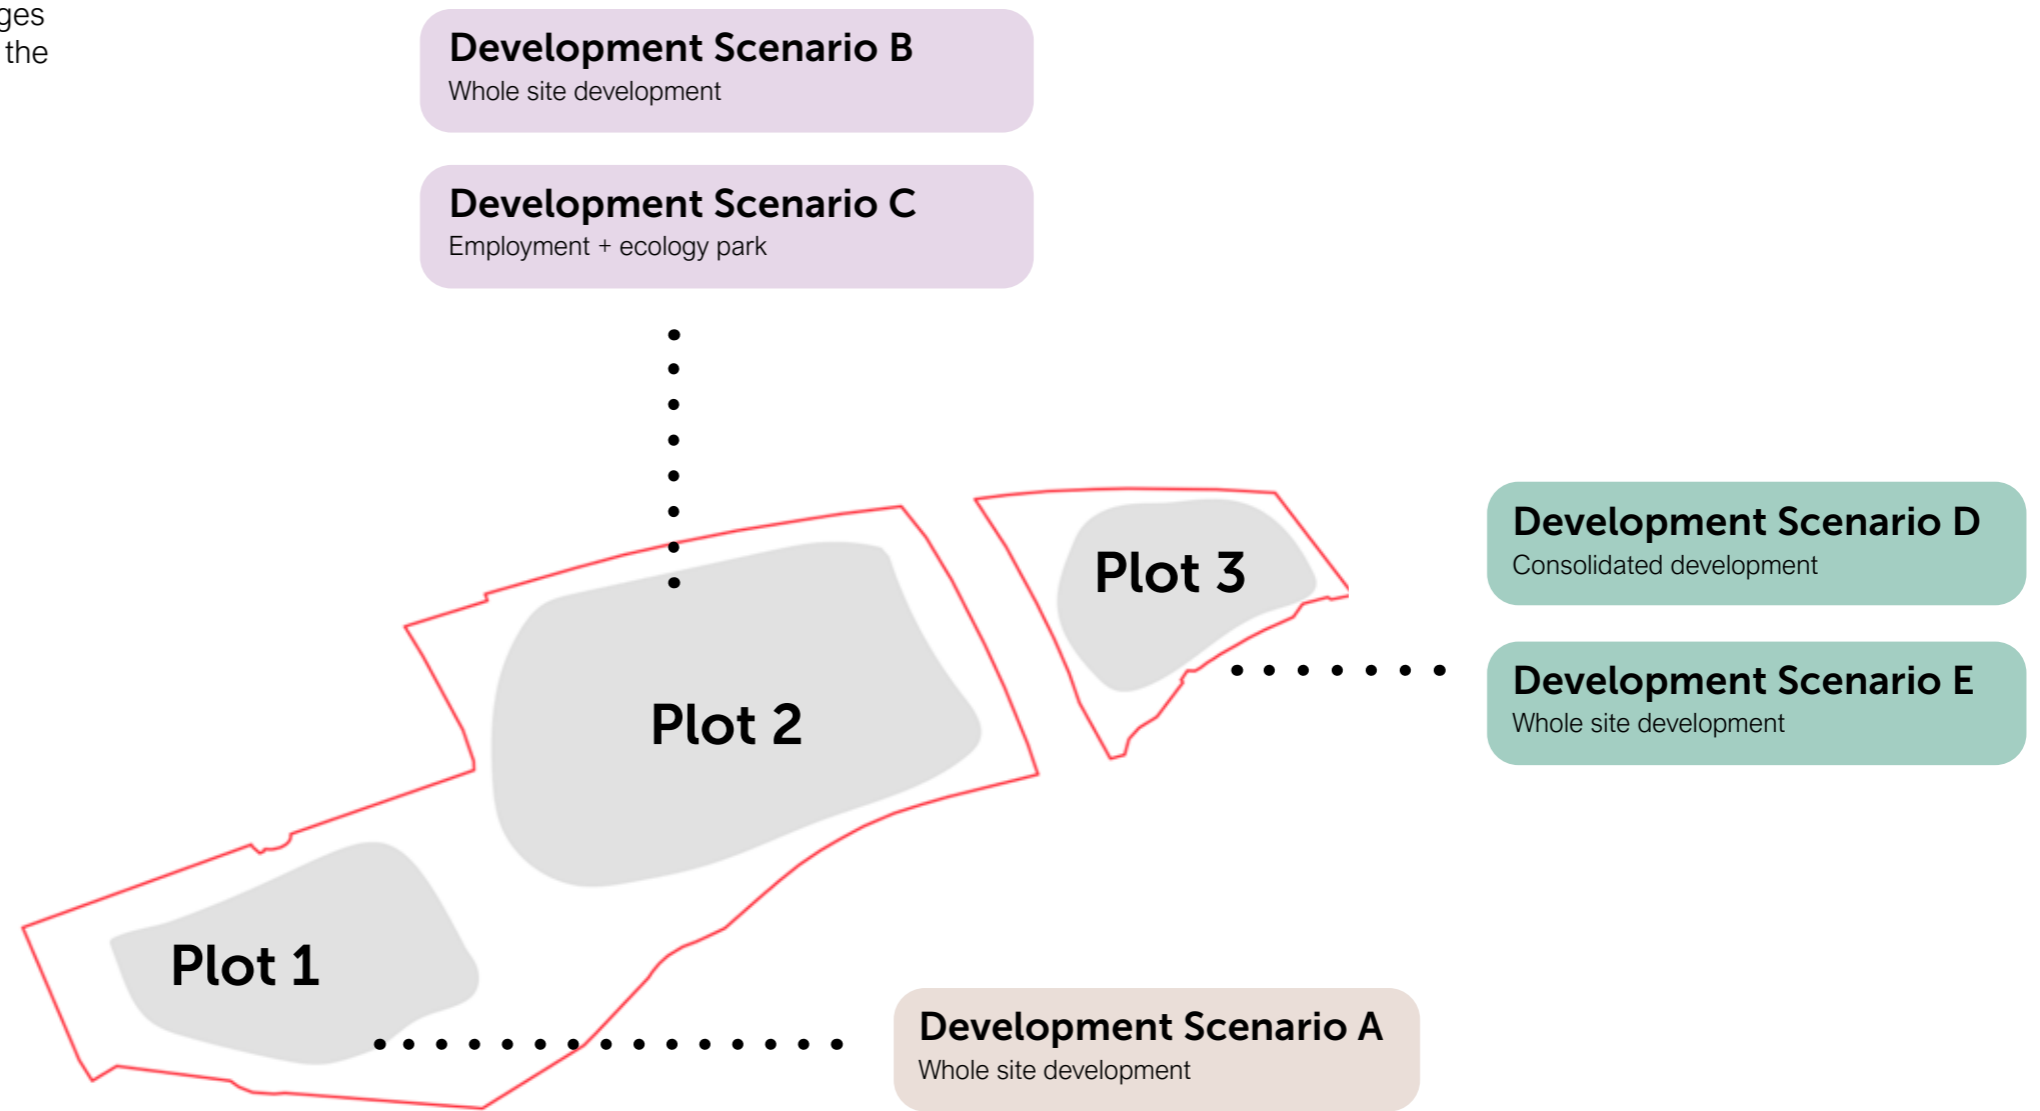 ges
the
Development Scenario B
Whole site development
Development Scenario C
Employment + ecology park
Plot 3
Development Scenario D
Consolidated development
Development Scenario E
Whole site development
Plot 2
Plot 1
Development Scenario A
Whole site development